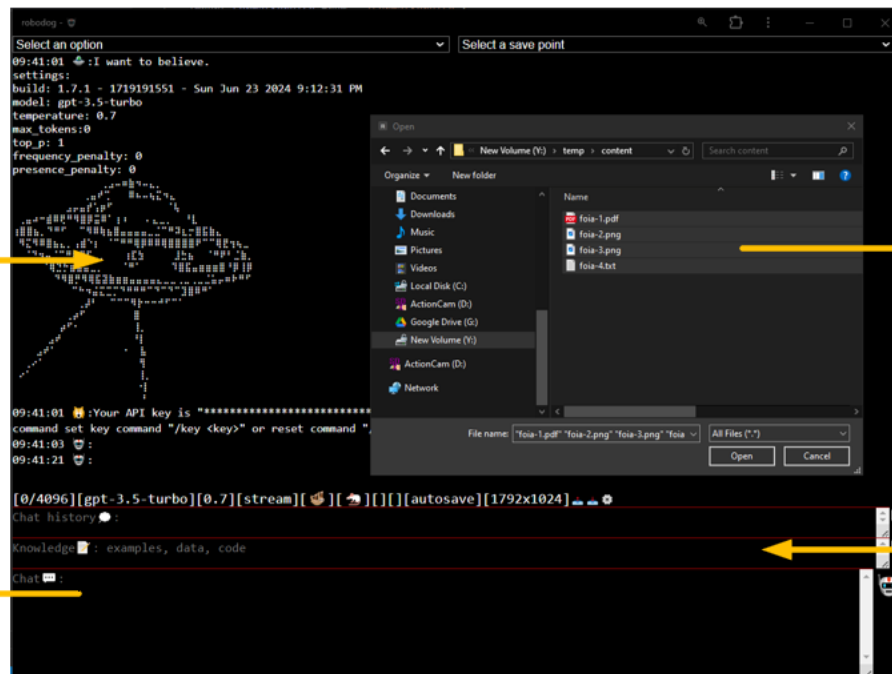 robodog -
Select an option
Select a save point
09:41:01 🛸:I want to believe.
settings:
build: 1.7.1 - 1719191551 - Sun Jun 23 2024 9:12:31 PM
model: gpt-3.5-turbo
temperature: 0.7
max_tokens:0
top_p: 1
frequency_penalty: 0
presence_penalty: 0
Open
New Volume (Y:) › temp › content
Search content
Organize
New folder
Documents
Downloads
Music
Pictures
Videos
Local Disk (C:)
ActionCam (D:)
Google Drive (G:)
New Volume (Y:)
ActionCam (D:)
Network
Name
foia-1.pdf
foia-2.png
foia-3.png
foia-4.txt
File name:
"foia-1.pdf" "foia-2.png" "foia-3.png" "foia
All Files (*.*)
Open
Cancel
09:41:01 :Your API key is "****************************
command set key command "/key <key>" or reset command "/
09:41:03 :
09:41:21 :
[0/4096][gpt-3.5-turbo][0.7][stream][🦥][🦡][][][autosave][1792x1024]
Chat history💭:
Knowledge📝: examples, data, code
Chat💬: